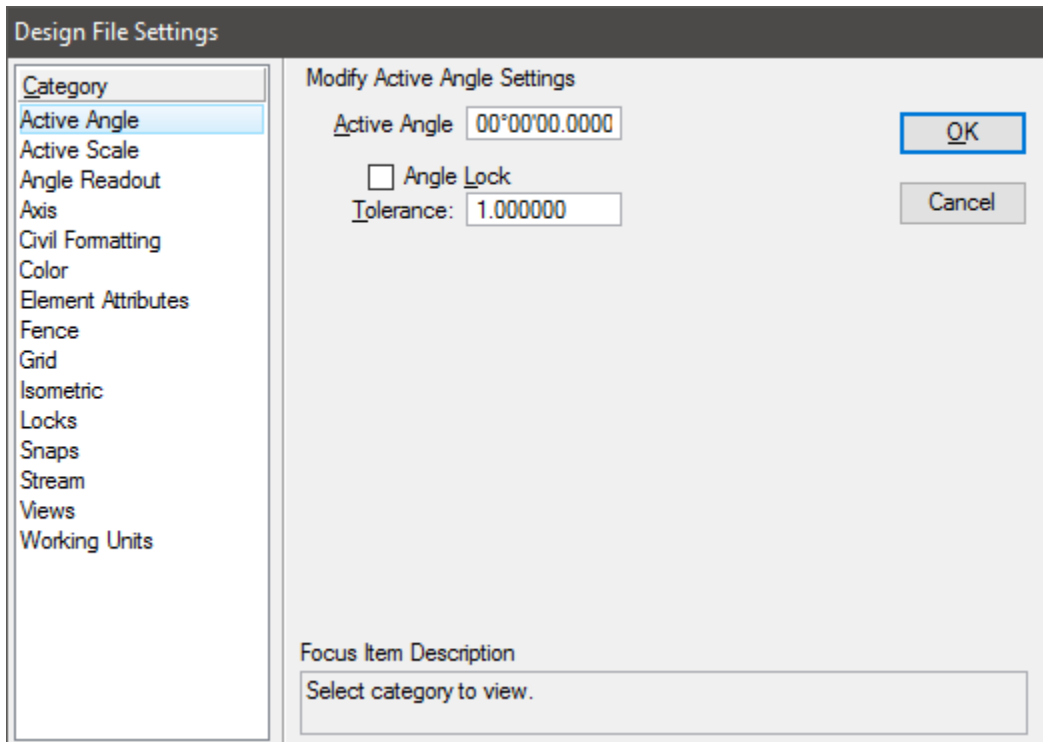 Design File Settings
Category
Active Angle
Active Scale
Angle Readout
Axis
Civil Formatting
Color
Element Attributes
Fence
Grid
Isometric
Locks
Snaps
Stream
Views
Working Units
Modify Active Angle Settings
Active Angle 00°00'00.0000
Angle Lock
Tolerance: 1.000000
OK
Cancel
Focus Item Description
Select category to view.